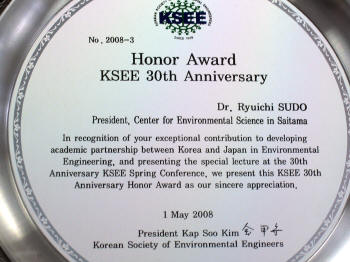 KSEE
No. 2008-3
Honor Award
KSEE 30th Anniversary
Dr. Ryuichi SUDO
President, Center for Environmental Science in Saitama
In recognition of your exceptional contribution to developing
academic partnership between Korea and Japan in Environmental
Engineering, and presenting the special lecture at the 30th
Anniversary KSEE Spring Conference, we present this KSEE 30th
Anniversary Honor Award as our sincere appreciation.
1 May 2008
President Kap Soo Kim
Korean Society of Environmental Engineers